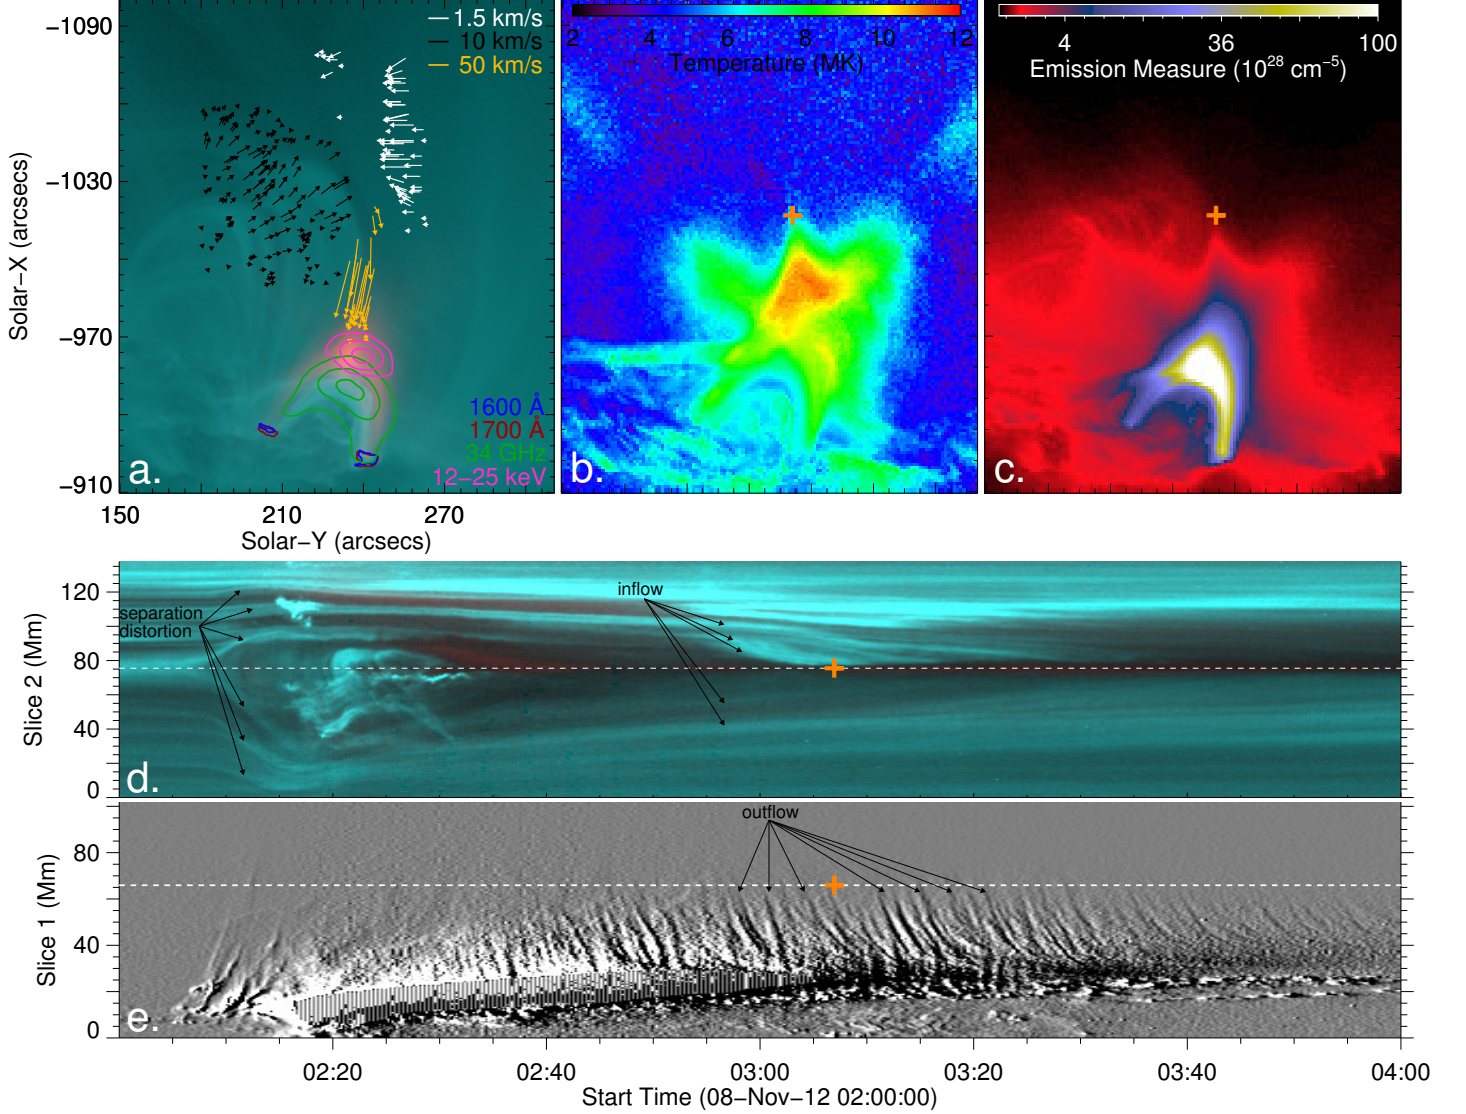 −1090
−1030
−970
−910
Solar−X (arcsecs)
1.5 km/s
10 km/s
50 km/s
1600 Å
1700 Å
34 GHz
12−25 keV
a.
150
210
270
Solar−Y (arcsecs)
2
4
6
8
10
12
Temperature (MK)
b.
4
36
100
Emission Measure (10²⁸ cm⁻⁵)
c.
120
80
40
0
Slice 2 (Mm)
separation
distortion
inflow
d.
80
40
0
Slice 1 (Mm)
outflow
e.
02:20
02:40
03:00
03:20
03:40
04:00
Start Time (08−Nov−12 02:00:00)